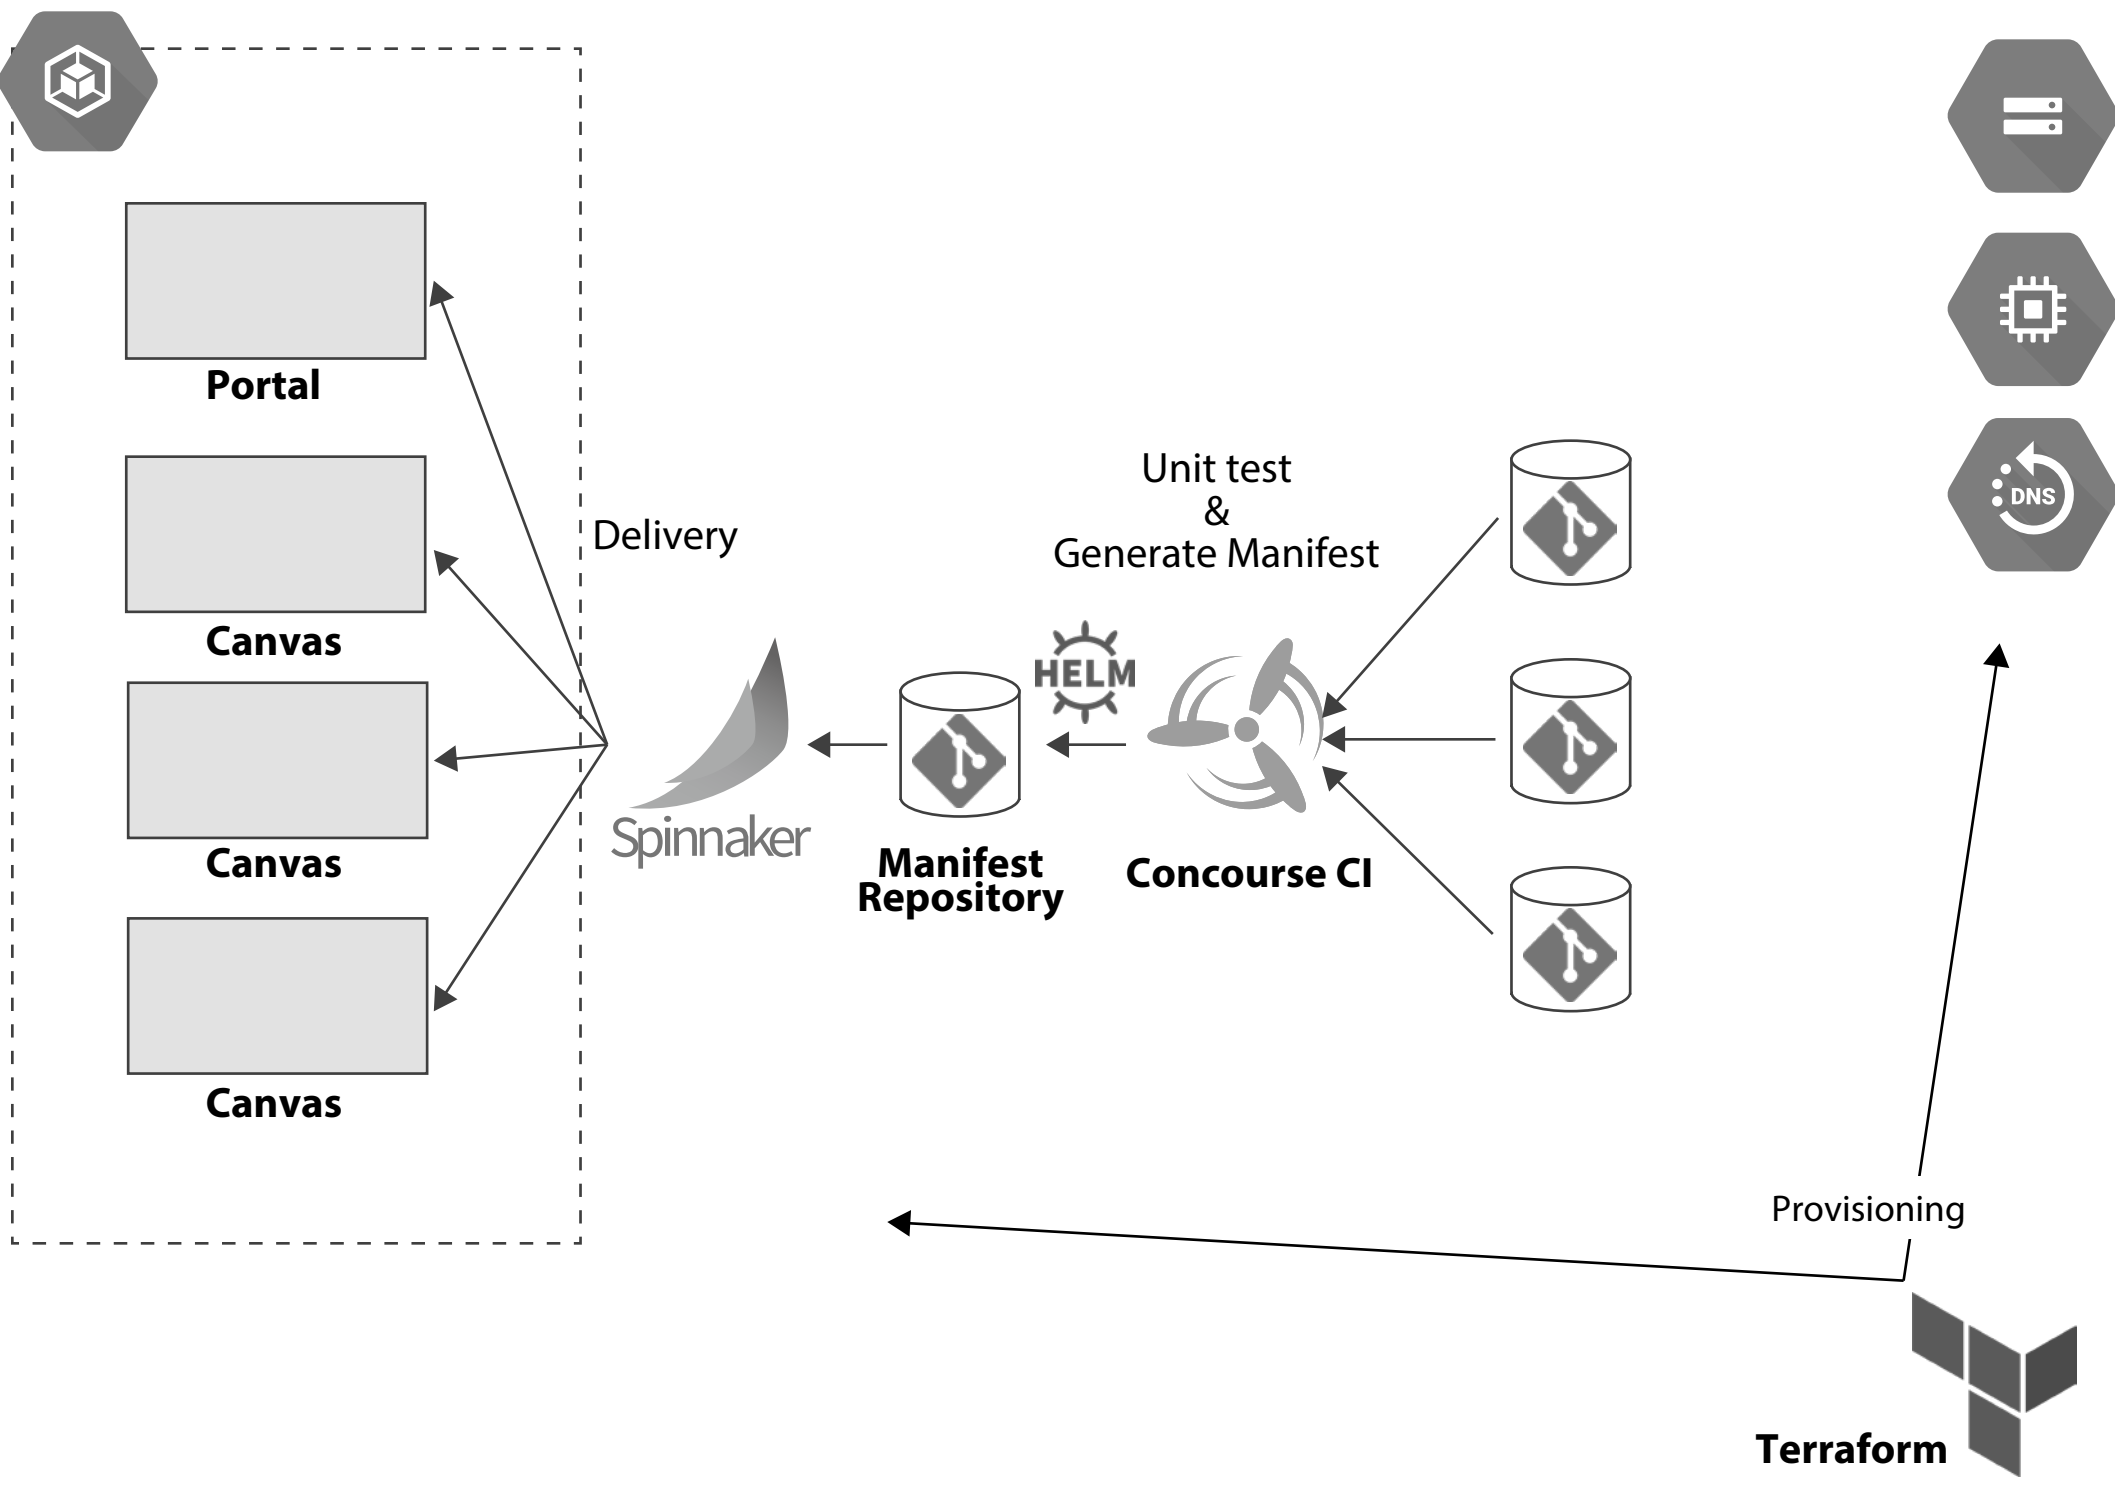 Portal
Canvas
Canvas
Canvas
Delivery
Spinnaker
Manifest
Repository
HELM
Unit test
&
Generate Manifest
Concourse CI
DNS
Provisioning
Terraform